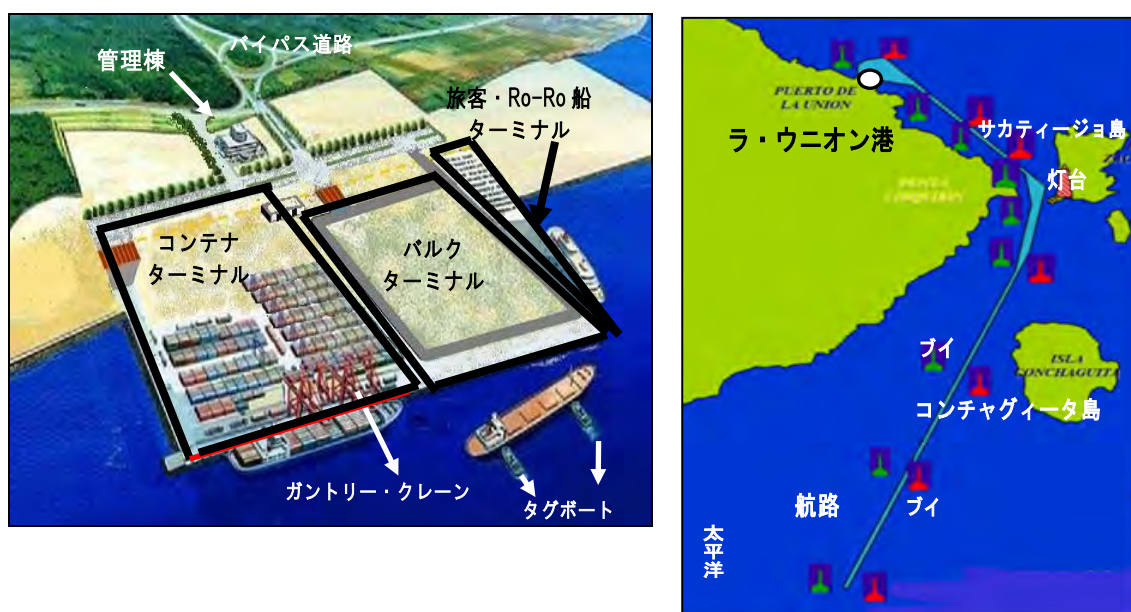 バイパス道路
管理棟
旅客・Ro-Ro 船
ターミナル
コンテナ
ターミナル
バルク
ターミナル
ガントリー・クレーン
タグボート
PUERTO DE
LA UNION
ラ・ウニオン港
サカティージョ島
灯台
ブイ
ISLA
CONCHAGUITA
コンチャグィータ島
航路
ブイ
太平洋